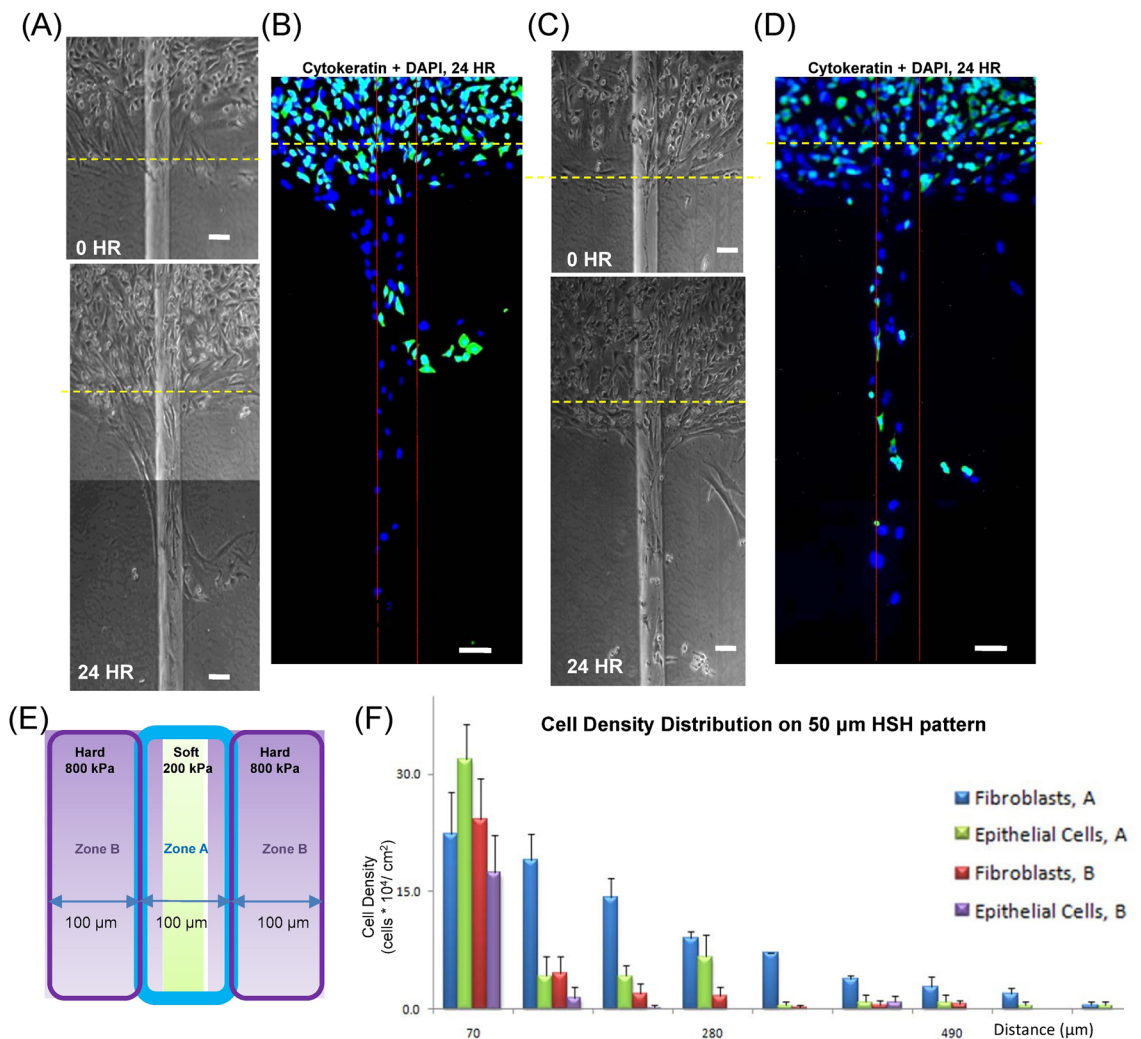 (A)
(B)
(C)
(D)
Cytokeratin + DAPI, 24 HR
Cytokeratin + DAPI, 24 HR
0 HR
0 HR
24 HR
24 HR
(E)
(F)
Hard
800 kPa
Soft
200 kPa
Hard
800 kPa
Zone B
Zone A
Zone B
100 µm
100 µm
100 µm
Cell Density Distribution on 50 µm HSH pattern
Cell Density
(cells * 10⁴/ cm²)
30.0
15.0
0.0
Fibroblasts, A
Epithelial Cells, A
Fibroblasts, B
Epithelial Cells, B
70
280
490
Distance (µm)